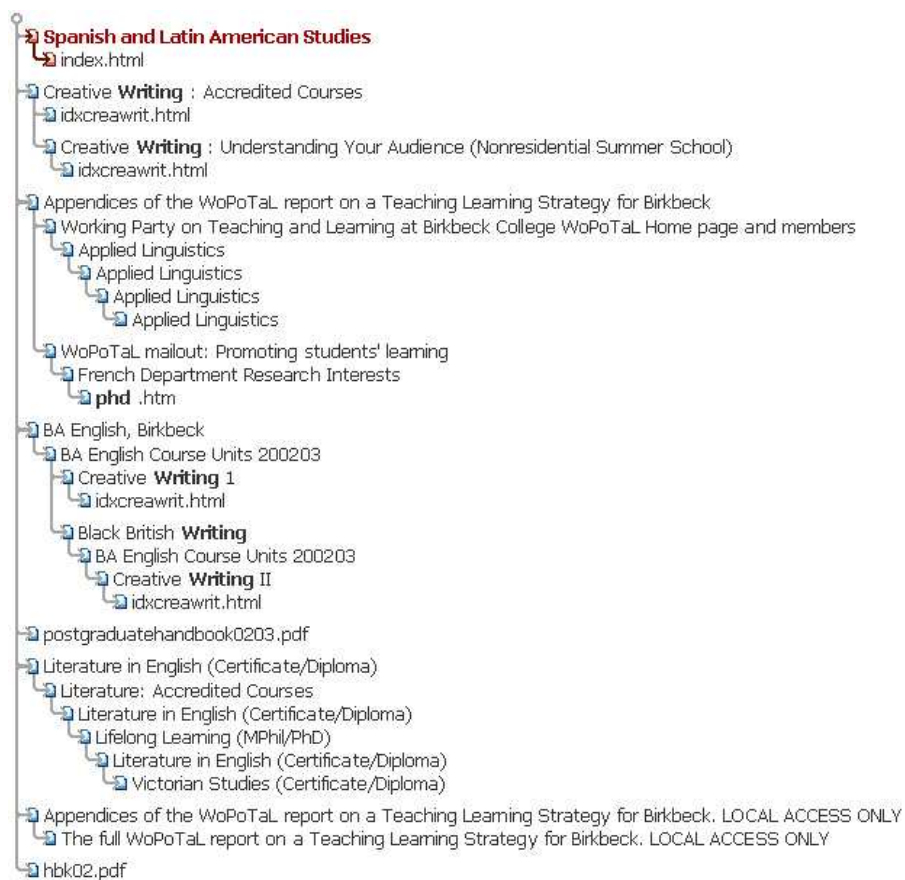 Spanish and Latin American Studies
index.html
Creative Writing : Accredited Courses
idxcreawrit.html
Creative Writing : Understanding Your Audience (Nonresidential Summer School)
idxcreawrit.html
Appendices of the WoPoTaL report on a Teaching Learning Strategy for Birkbeck
Working Party on Teaching and Learning at Birkbeck College WoPoTaL Home page and members
Applied Linguistics
Applied Linguistics
Applied Linguistics
Applied Linguistics
WoPoTaL mailout: Promoting students' learning
French Department Research Interests
phd .htm
BA English, Birkbeck
BA English Course Units 200203
Creative Writing 1
idxcreawrit.html
Black British Writing
BA English Course Units 200203
Creative Writing II
idxcreawrit.html
postgraduatehandbook0203.pdf
Literature in English (Certificate/Diploma)
Literature: Accredited Courses
Literature in English (Certificate/Diploma)
Lifelong Learning (MPhil/PhD)
Literature in English (Certificate/Diploma)
Victorian Studies (Certificate/Diploma)
Appendices of the WoPoTaL report on a Teaching Learning Strategy for Birkbeck. LOCAL ACCESS ONLY
The full WoPoTaL report on a Teaching Learning Strategy for Birkbeck. LOCAL ACCESS ONLY
hbk02.pdf